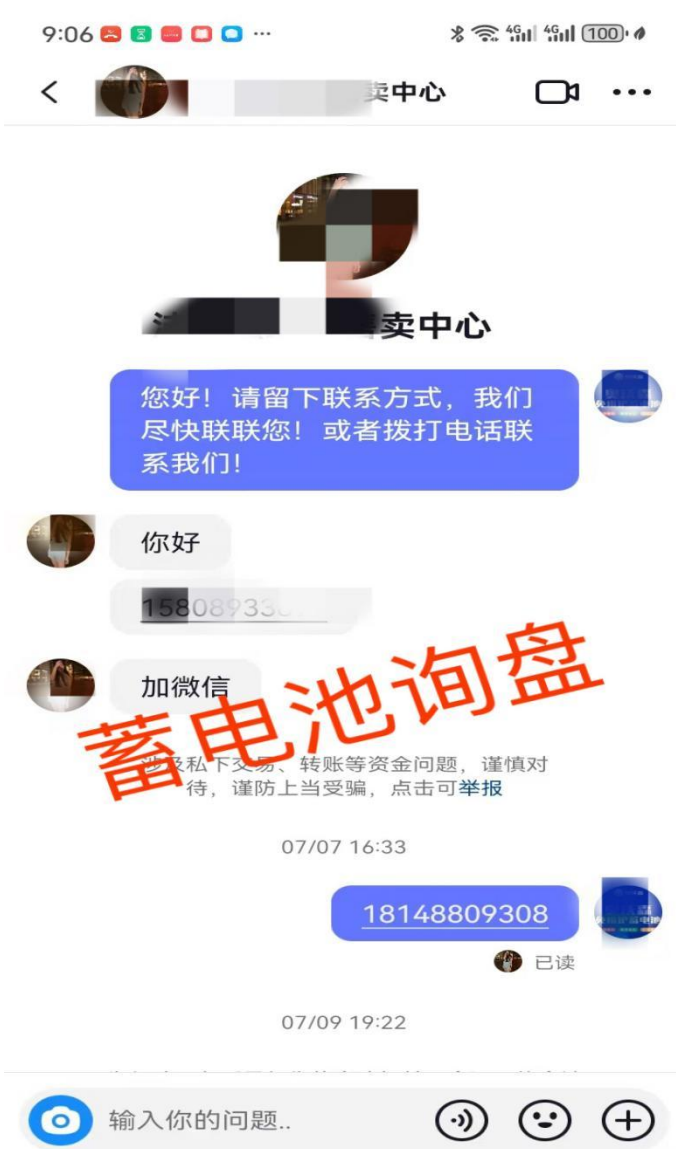 9:06
4G 4G 100
卖中心
卖中心
您好！请留下联系方式，我们
尽快联联您！或者拨打电话联
系我们！
你好
15808933
加微信
蓄电池询盘
涉及私下交易、转账等资金问题，谨慎对
待，谨防上当受骗，点击可举报
07/07 16:33
18148809308
已读
07/09 19:22
输入你的问题..